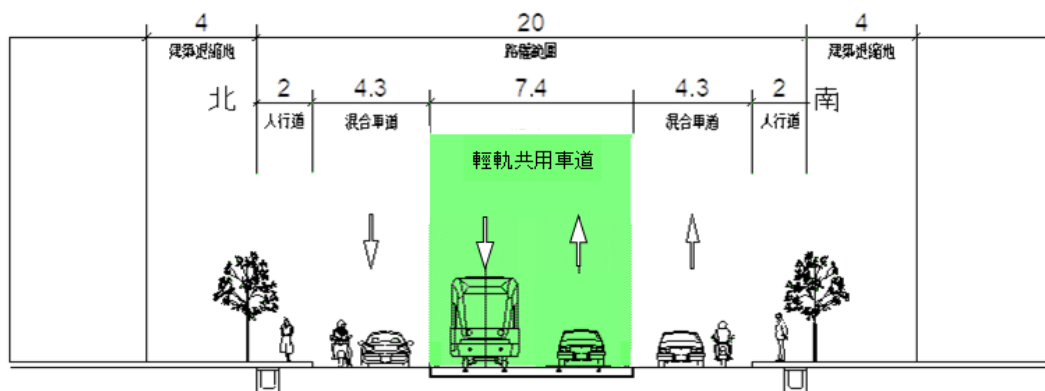 4 20 4
建築退縮地 路權範圍 建築退縮地
北 2 4.3 7.4 4.3 2 南
人行道 混合車道 混合車道 人行道
輕軌共用車道